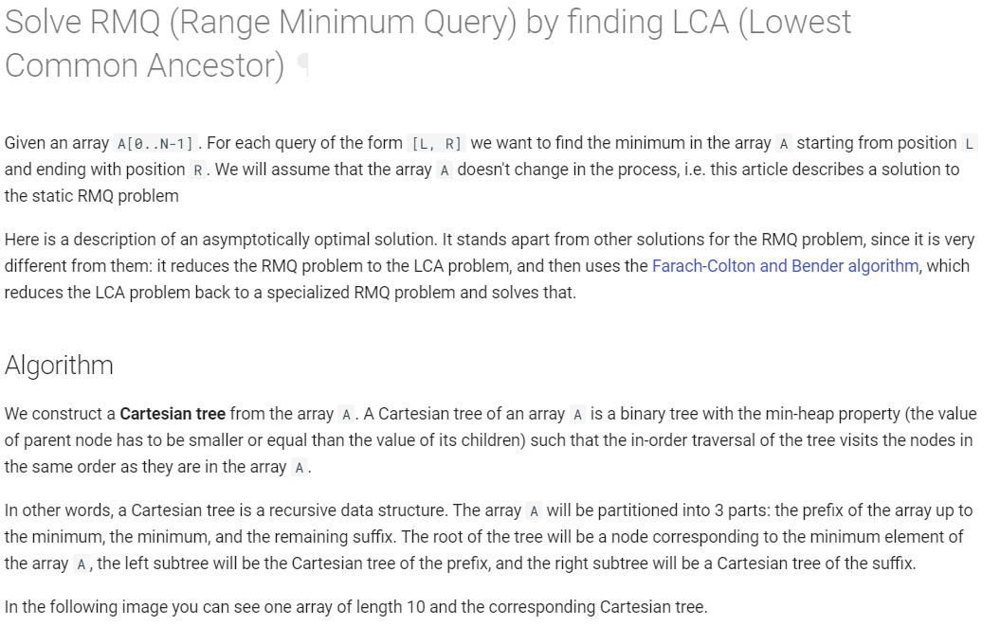 Solve RMQ (Range Minimum Query) by finding LCA (Lowest
Common Ancestor) ¶
Given an array A[0..N-1] . For each query of the form [L, R] we want to find the minimum in the array A starting from position L
and ending with position R . We will assume that the array A doesn't change in the process, i.e. this article describes a solution to
the static RMQ problem
Here is a description of an asymptotically optimal solution. It stands apart from other solutions for the RMQ problem, since it is very
different from them: it reduces the RMQ problem to the LCA problem, and then uses the Farach-Colton and Bender algorithm, which
reduces the LCA problem back to a specialized RMQ problem and solves that.
Algorithm
We construct a Cartesian tree from the array A . A Cartesian tree of an array A is a binary tree with the min-heap property (the value
of parent node has to be smaller or equal than the value of its children) such that the in-order traversal of the tree visits the nodes in
the same order as they are in the array A .
In other words, a Cartesian tree is a recursive data structure. The array A will be partitioned into 3 parts: the prefix of the array up to
the minimum, the minimum, and the remaining suffix. The root of the tree will be a node corresponding to the minimum element of
the array A , the left subtree will be the Cartesian tree of the prefix, and the right subtree will be a Cartesian tree of the suffix.
In the following image you can see one array of length 10 and the corresponding Cartesian tree.